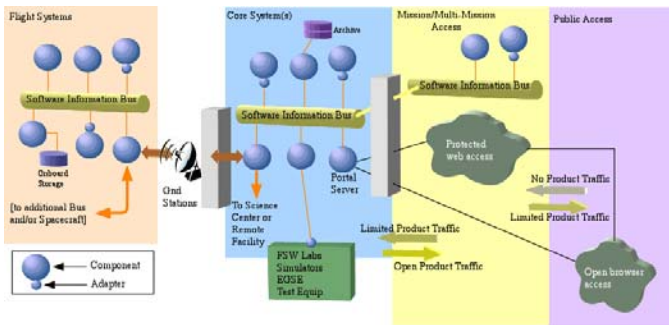 Flight Systems
Core System(s)
Mission/Multi-Mission
Access
Public Access
Archive
Software Information Bus
Software Information Bus
Software Information Bus
Onboard
Storage
Gnd
Stations
Portal
Server
Protected
web access
[to additional Bus
and/or Spacecraft]
To Science
Center or
Remote
Facility
No Product Traffic
Limited Product Traffic
Limited Product Traffic
Open Product Traffic
FSW Labs
Simulators
EGSE
Test Equip
Open browser
access
Component
Adapter